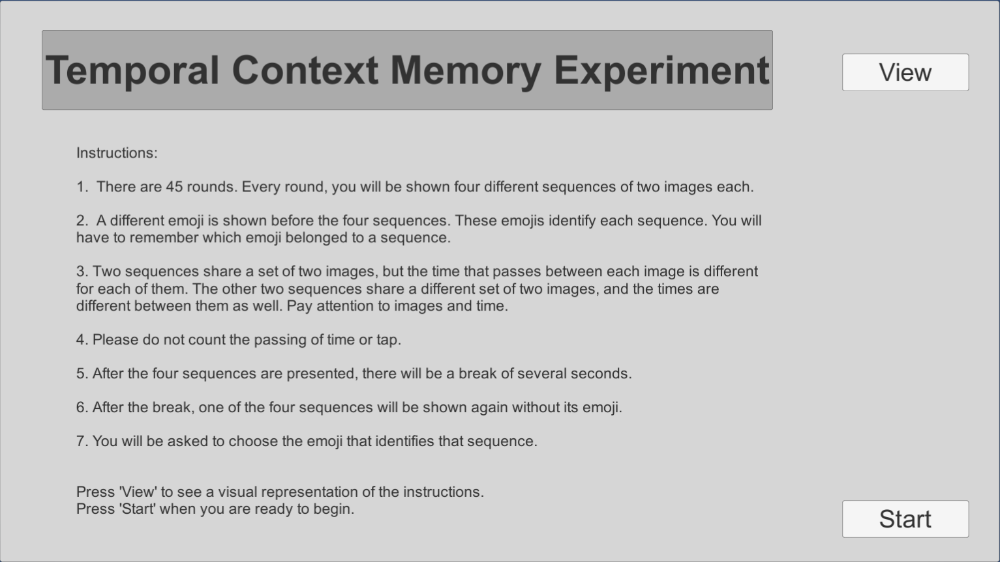 Temporal Context Memory Experiment
View
Instructions:
1.  There are 45 rounds. Every round, you will be shown four different sequences of two images each.
2.  A different emoji is shown before the four sequences. These emojis identify each sequence. You will
have to remember which emoji belonged to a sequence.
3. Two sequences share a set of two images, but the time that passes between each image is different
for each of them. The other two sequences share a different set of two images, and the times are
different between them as well. Pay attention to images and time.
4. Please do not count the passing of time or tap.
5. After the four sequences are presented, there will be a break of several seconds.
6. After the break, one of the four sequences will be shown again without its emoji.
7. You will be asked to choose the emoji that identifies that sequence.
Press 'View' to see a visual representation of the instructions.
Press 'Start' when you are ready to begin.
Start